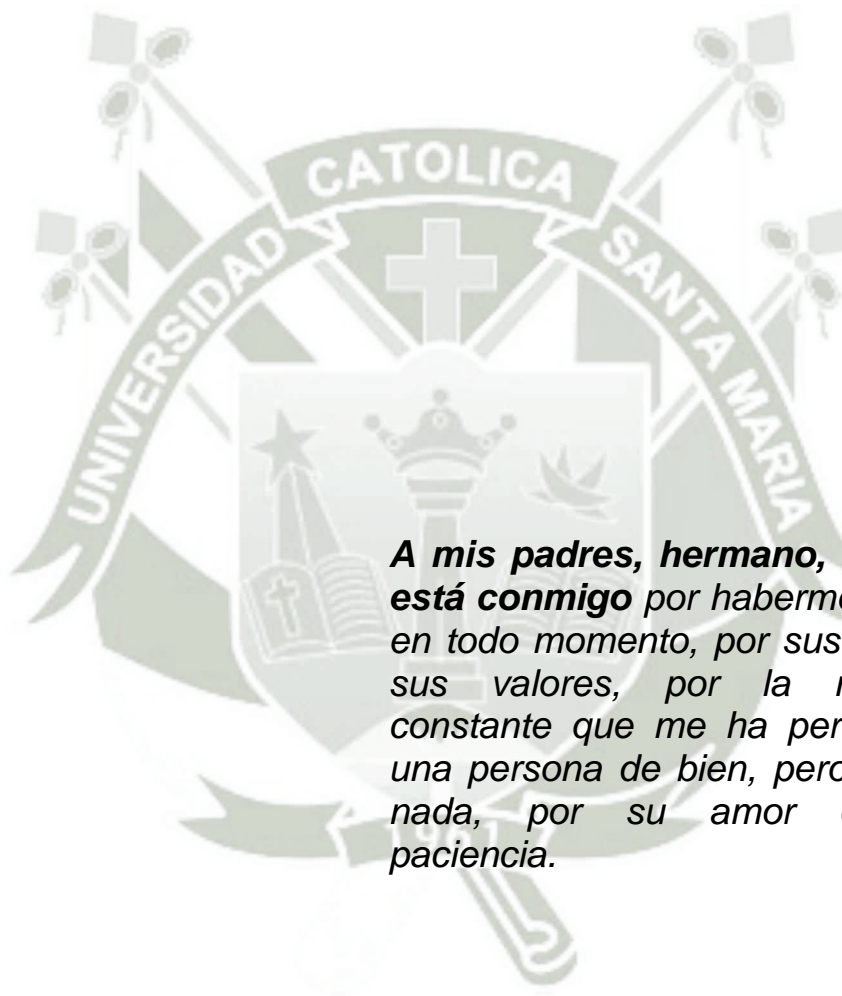 CATOLICA
UNIVERSIDAD
SANTA MARIA
A mis padres, hermano,
está conmigo por haberme
en todo momento, por sus
sus valores, por la
constante que me ha
una persona de bien, pero
nada, por su amor
paciencia.
1961